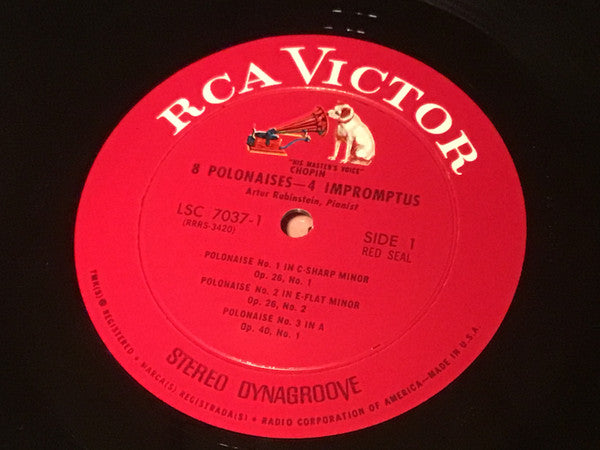 RCA VICTOR
"HIS MASTER'S VOICE"
CHOPIN
8 POLONAISES—4 IMPROMPTUS
Artur Rubinstein, Pianist
LSC 7037-1
(RRRS-3420)
SIDE 1
RED SEAL
POLONAISE No. 1 IN C-SHARP MINOR
Op. 26, No. 1
POLONAISE No. 2 IN E-FLAT MINOR
Op. 26, No. 2
POLONAISE No. 3 IN A
Op. 40, No. 1
STEREO DYNAGROOVE
TMK(S) ® REGISTERED • MARCA(S) REGISTRADA(S) • RADIO CORPORATION OF AMERICA—MADE IN U.S.A.